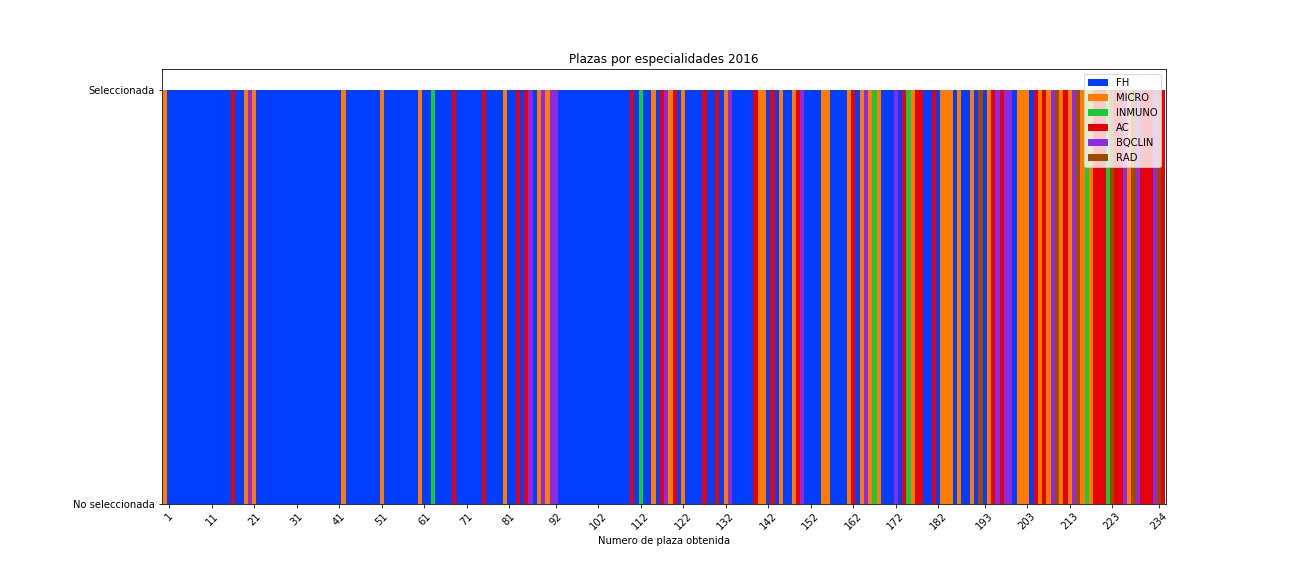 Plazas por especialidades 2016
Seleccionada
No seleccionada
FH
MICRO
INMUNO
AC
BQCLIN
RAD
1 11 21 31 41 51 61 71 81 92 102 112 122 132 142 152 162 172 182 193 203 213 223 234
Numero de plaza obtenida